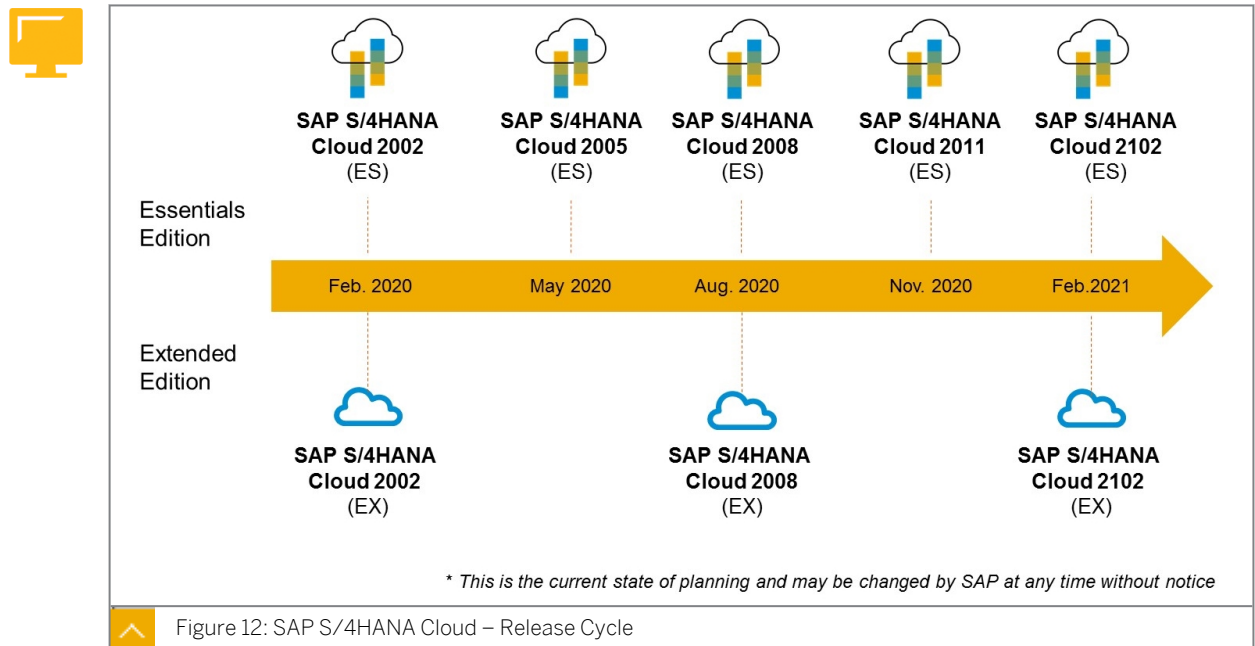 SAP S/4HANA
Cloud 2002
(ES)
SAP S/4HANA
Cloud 2005
(ES)
SAP S/4HANA
Cloud 2008
(ES)
SAP S/4HANA
Cloud 2011
(ES)
SAP S/4HANA
Cloud 2102
(ES)
Essentials
Edition
Feb. 2020
May 2020
Aug. 2020
Nov. 2020
Feb.2021
Extended
Edition
SAP S/4HANA
Cloud 2002
(EX)
SAP S/4HANA
Cloud 2008
(EX)
SAP S/4HANA
Cloud 2102
(EX)
* This is the current state of planning and may be changed by SAP at any time without notice
Figure 12: SAP S/4HANA Cloud – Release Cycle